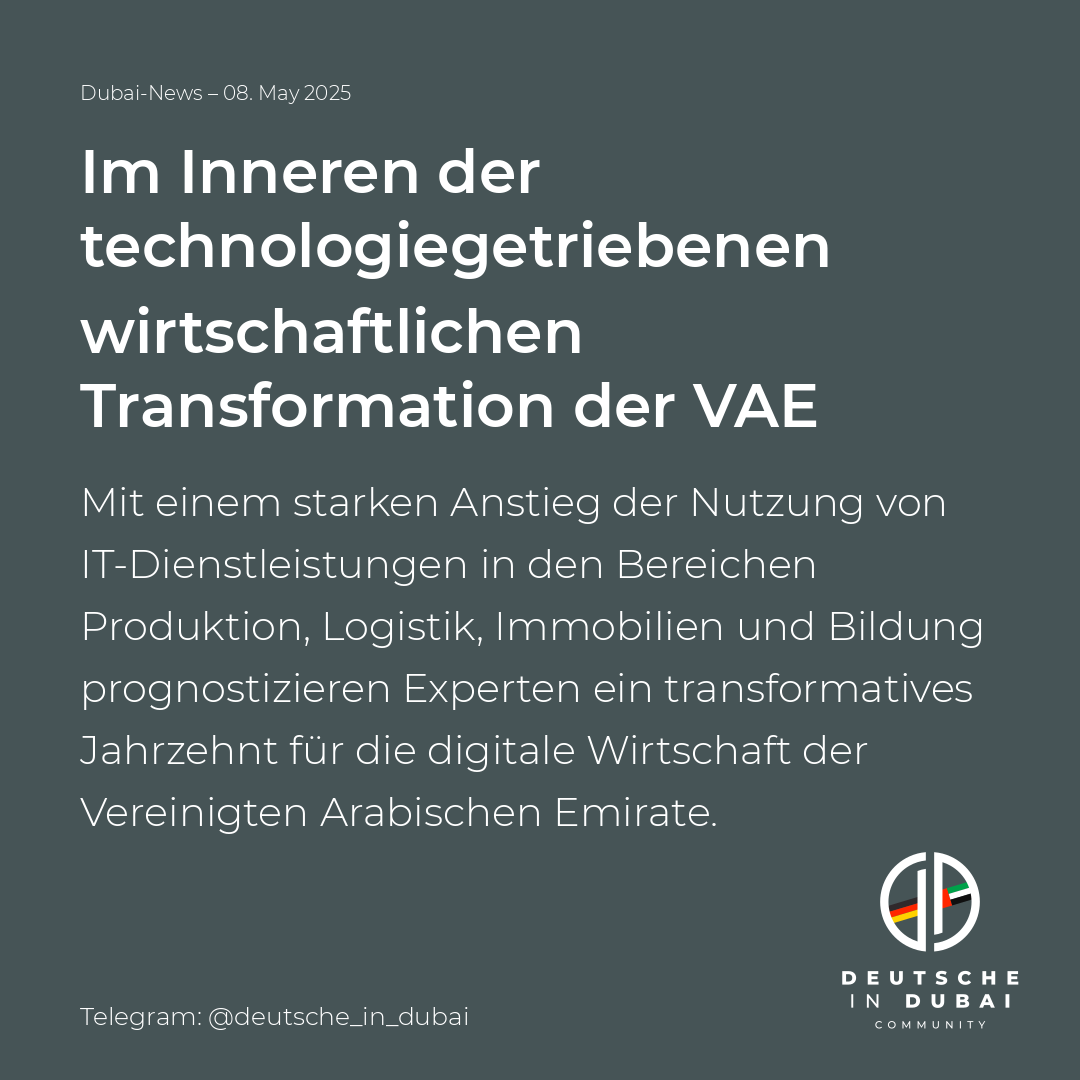 Dubai-News – 08. May 2025
Im Inneren der
technologiegetriebenen
wirtschaftlichen
Transformation der VAE
Mit einem starken Anstieg der Nutzung von
IT-Dienstleistungen in den Bereichen
Produktion, Logistik, Immobilien und Bildung
prognostizieren Experten ein transformatives
Jahrzehnt für die digitale Wirtschaft der
Vereinigten Arabischen Emirate.
DEUTSCHE
IN DUBAI
COMMUNITY
Telegram: @deutsche_in_dubai